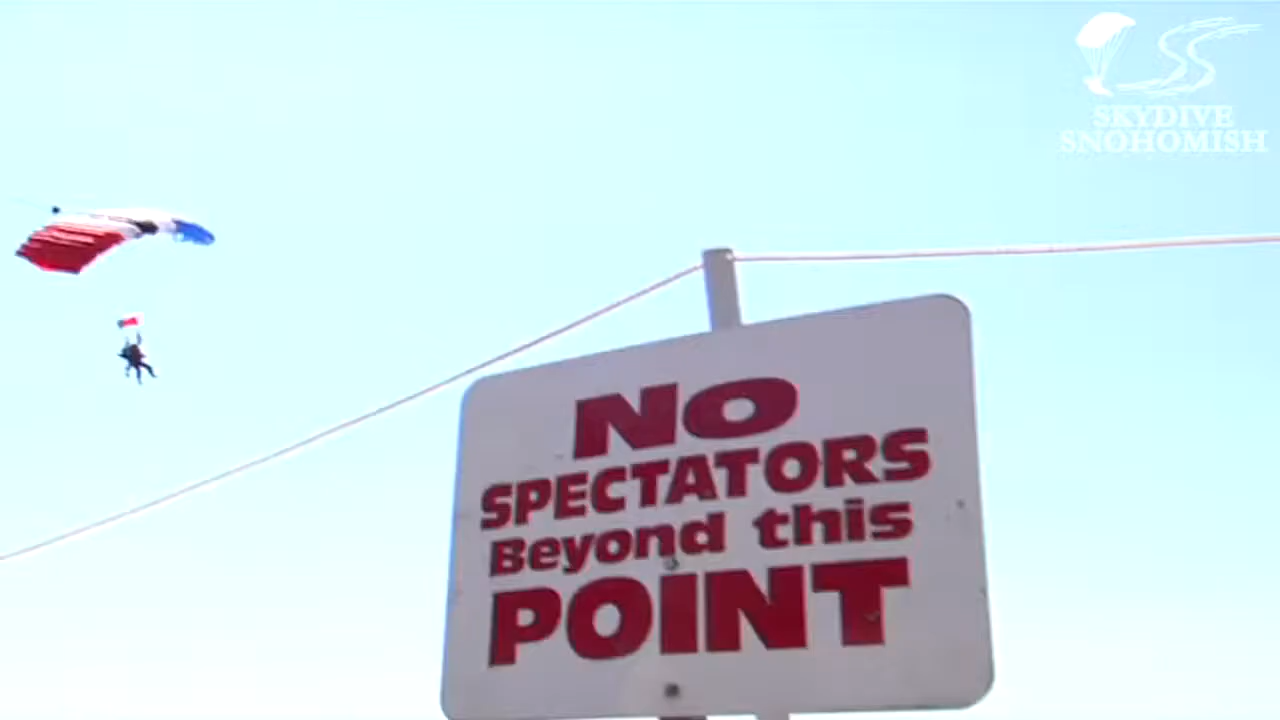 SKYDIVE
SNOHOMISH
NO
SPECTATORS
Beyond this
POINT